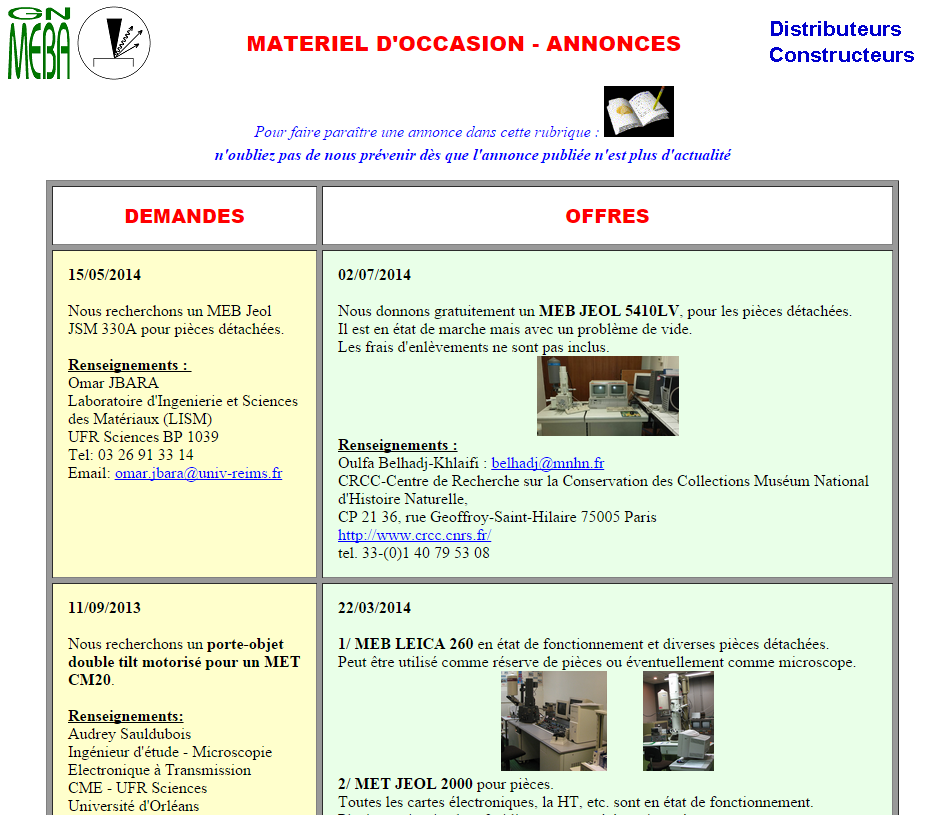 GN
MEBA
MATERIEL D'OCCASION - ANNONCES
Distributeurs
Constructeurs
Pour faire paraître une annonce dans cette rubrique :
n'oubliez pas de nous prévenir dès que l'annonce publiée n'est plus d'actualité
DEMANDES
OFFRES
15/05/2014
Nous recherchons un MEB Jeol
JSM 330A pour pièces détachées.
Renseignements :
Omar JBARA
Laboratoire d'Ingenierie et Sciences
des Matériaux (LISM)
UFR Sciences BP 1039
Tel: 03 26 91 33 14
Email: omar.jbara@univ-reims.fr
02/07/2014
Nous donnons gratuitement un MEB JEOL 5410LV, pour les pièces détachées.
Il est en état de marche mais avec un problème de vide.
Les frais d'enlèvements ne sont pas inclus.
Renseignements :
Oulfa Belhadj-Khlaifi : belhadj@mnhn.fr
CRCC-Centre de Recherche sur la Conservation des Collections Muséum National
d'Histoire Naturelle,
CP 21 36, rue Geoffroy-Saint-Hilaire 75005 Paris
http://www.crcc.cnrs.fr/
tel. 33-(0)1 40 79 53 08
11/09/2013
Nous recherchons un porte-objet
double tilt motorisé pour un MET
CM20.
Renseignements:
Audrey Sauldubois
Ingénieur d'étude - Microscopie
Electronique à Transmission
CME - UFR Sciences
Université d'Orléans
22/03/2014
1/ MEB LEICA 260 en état de fonctionnement et diverses pièces détachées.
Peut être utilisé comme réserve de pièces ou éventuellement comme microscope.
2/ MET JEOL 2000 pour pièces.
Toutes les cartes électroniques, la HT, etc. sont en état de fonctionnement.